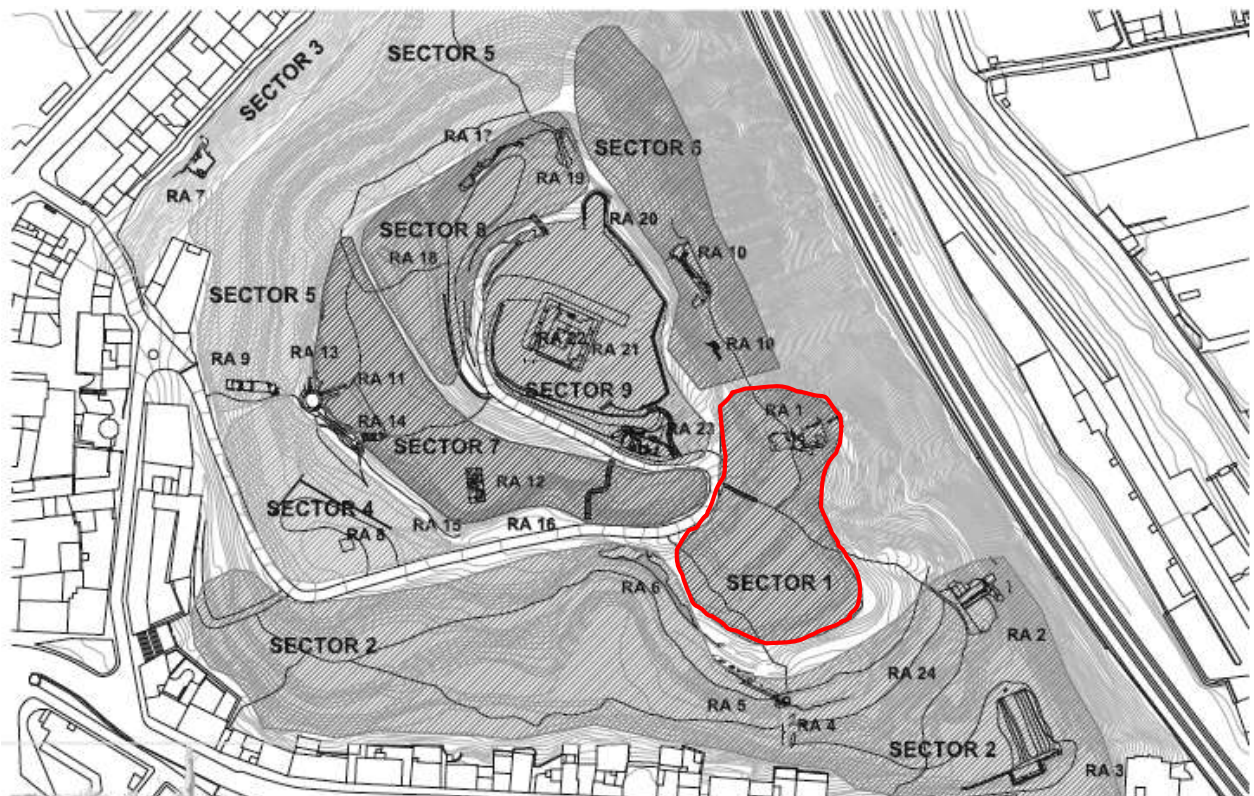 SECTOR 3
SECTOR 5
RA 17
SECTOR 6
RA 7
RA 19
RA 20
SECTOR 8
RA 18
RA 10
SECTOR 5
RA 22
RA 21
RA 10
RA 9
RA 13
RA 11
SECTOR 9
RA 1
RA 14
RA 23
SECTOR 7
RA 12
SECTOR 4
RA 15
RA 16
RA 8
RA 6
SECTOR 1
SECTOR 2
RA 2
RA 24
RA 5
RA 4
SECTOR 2
RA 3